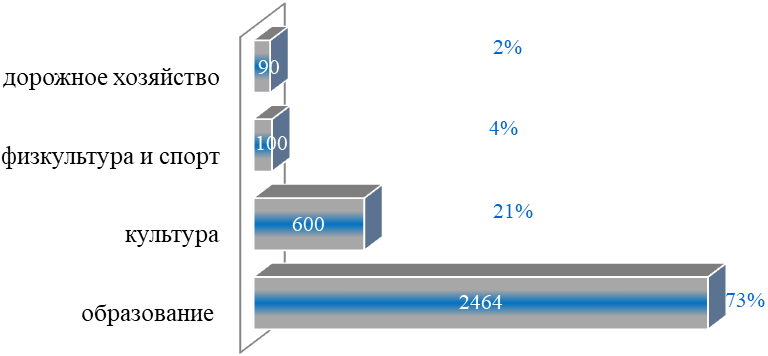 дорожное хозяйство 90 2%
физкультура и спорт 100 4%
культура 600 21%
образование 2464 73%